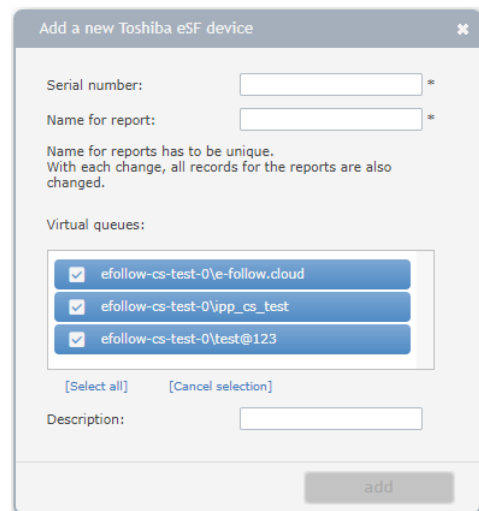 Add a new Toshiba eSF device
Serial number: *
Name for report: *
Name for reports has to be unique.
With each change, all records for the reports are also
changed.
Virtual queues:
efollow-cs-test-0\e-follow.cloud
efollow-cs-test-0\ipp_cs_test
efollow-cs-test-0\test@123
[Select all] [Cancel selection]
Description:
add